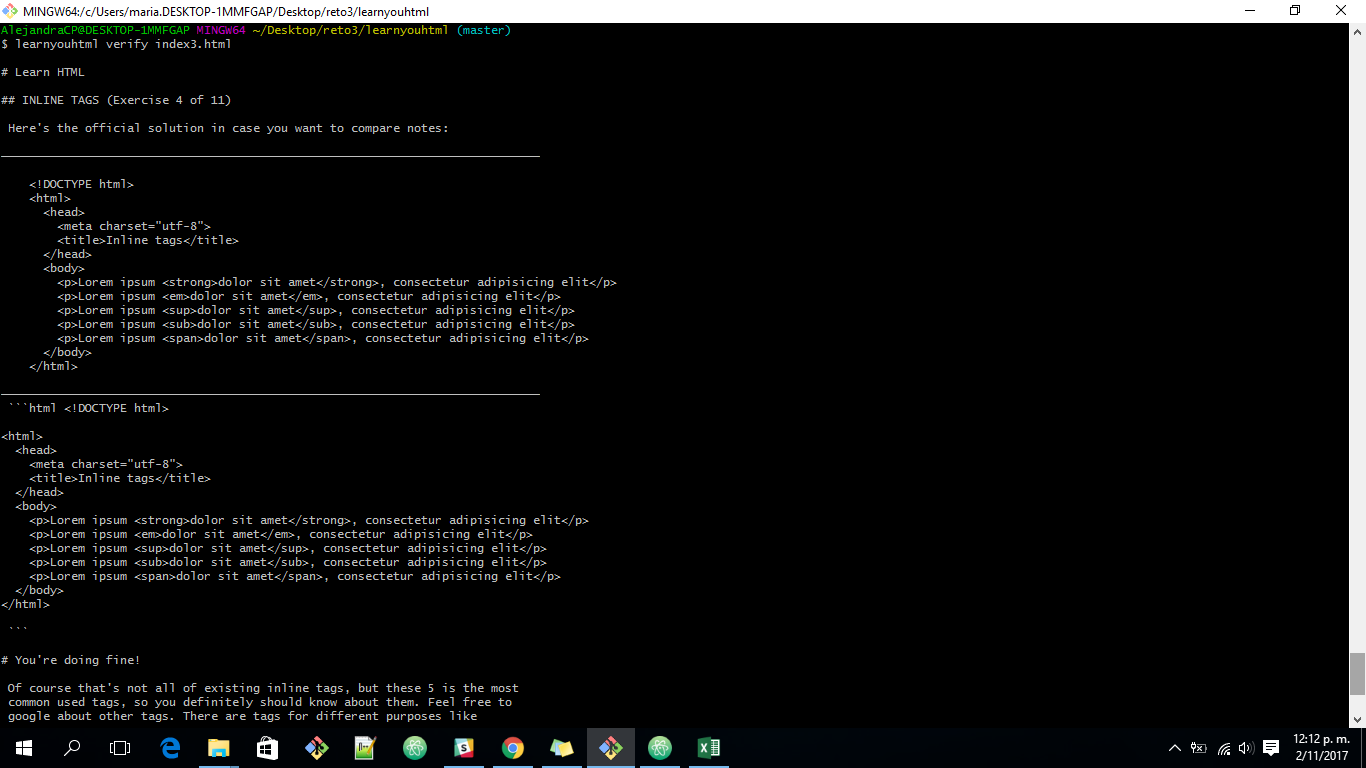 MINGW64:/c/Users/maria.DESKTOP-1MMFGAP/Desktop/reto3/learnyouhtml
AlejandraCP@DESKTOP-1MMFGAP MINGW64 ~/Desktop/reto3/learnyouhtml (master)
$ learnyouhtml verify index3.html
# Learn HTML
## INLINE TAGS (Exercise 4 of 11)
Here's the official solution in case you want to compare notes:
<!DOCTYPE html>
<html>
<head>
<meta charset="utf-8">
<title>Inline tags</title>
</head>
<body>
<p>Lorem ipsum <strong>dolor sit amet</strong>, consectetur adipisicing elit</p>
<p>Lorem ipsum <em>dolor sit amet</em>, consectetur adipisicing elit</p>
<p>Lorem ipsum <sup>dolor sit amet</sup>, consectetur adipisicing elit</p>
<p>Lorem ipsum <sub>dolor sit amet</sub>, consectetur adipisicing elit</p>
<p>Lorem ipsum <span>dolor sit amet</span>, consectetur adipisicing elit</p>
</body>
</html>
```html <!DOCTYPE html>
<html>
<head>
<meta charset="utf-8">
<title>Inline tags</title>
</head>
<body>
<p>Lorem ipsum <strong>dolor sit amet</strong>, consectetur adipisicing elit</p>
<p>Lorem ipsum <em>dolor sit amet</em>, consectetur adipisicing elit</p>
<p>Lorem ipsum <sup>dolor sit amet</sup>, consectetur adipisicing elit</p>
<p>Lorem ipsum <sub>dolor sit amet</sub>, consectetur adipisicing elit</p>
<p>Lorem ipsum <span>dolor sit amet</span>, consectetur adipisicing elit</p>
</body>
</html>
```
# You're doing fine!
Of course that's not all of existing inline tags, but these 5 is the most
common used tags, so you definitely should know about them. Feel free to
google about other tags. There are tags for different purposes like
12:12 p. m.
2/11/2017